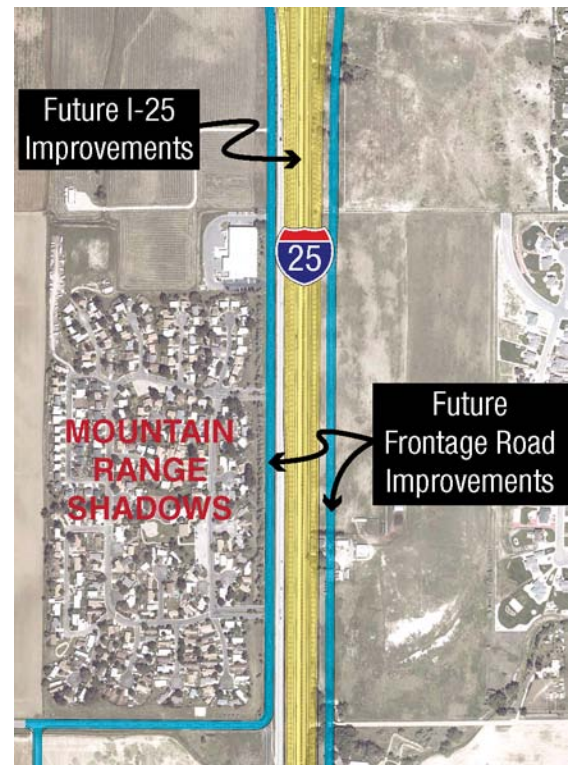 Future I-25
Improvements
25
Future
Frontage Road
Improvements
MOUNTAIN
RANGE
SHADOWS